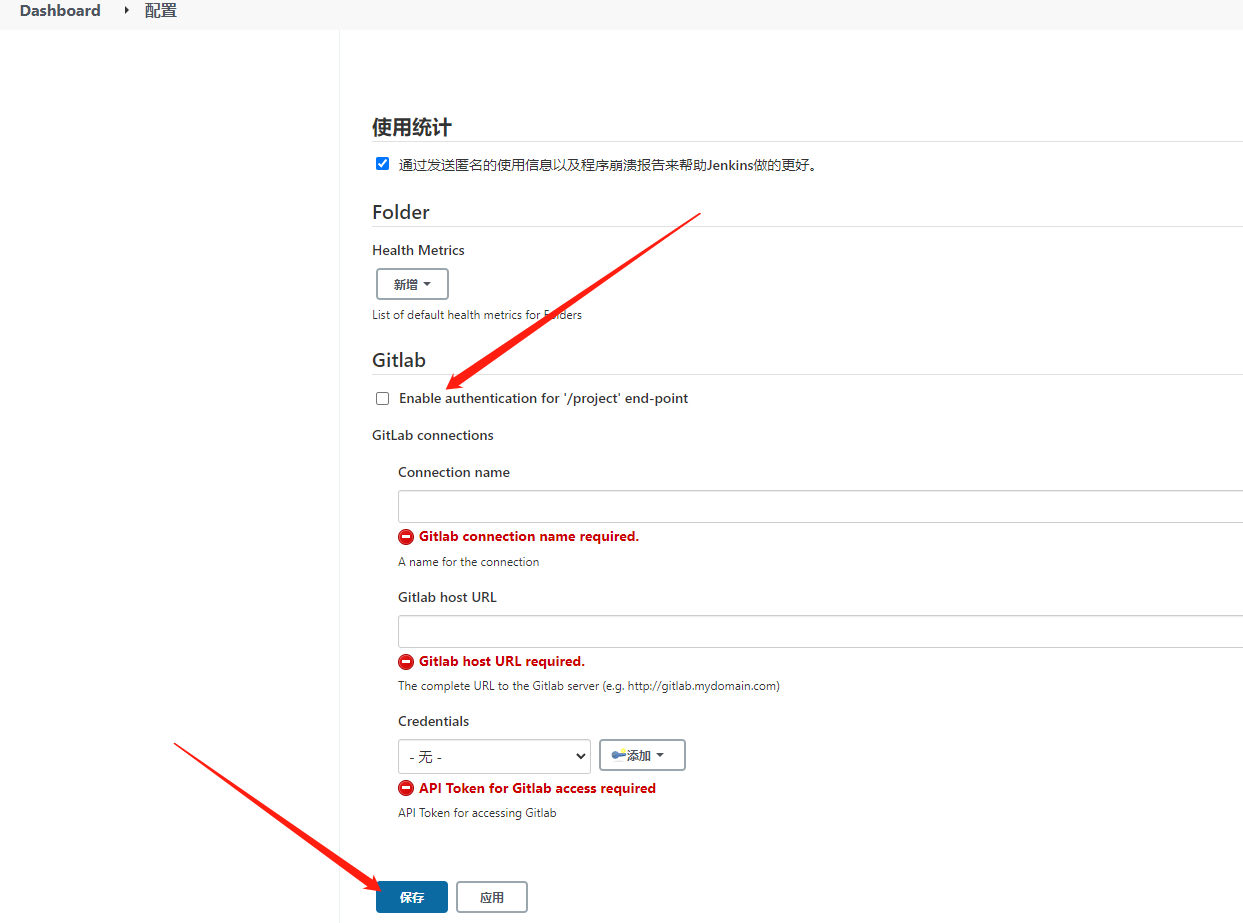 Dashboard 配置
使用统计
通过发送匿名的使用信息以及程序崩溃报告来帮助Jenkins做的更好。
Folder
Health Metrics
新增
List of default health metrics for Folders
Gitlab
Enable authentication for '/project' end-point
GitLab connections
Connection name
Gitlab connection name required.
A name for the connection
Gitlab host URL
Gitlab host URL required.
The complete URL to the Gitlab server (e.g. http://gitlab.mydomain.com)
Credentials
- 无 -
添加
API Token for Gitlab access required
API Token for accessing Gitlab
保存 应用